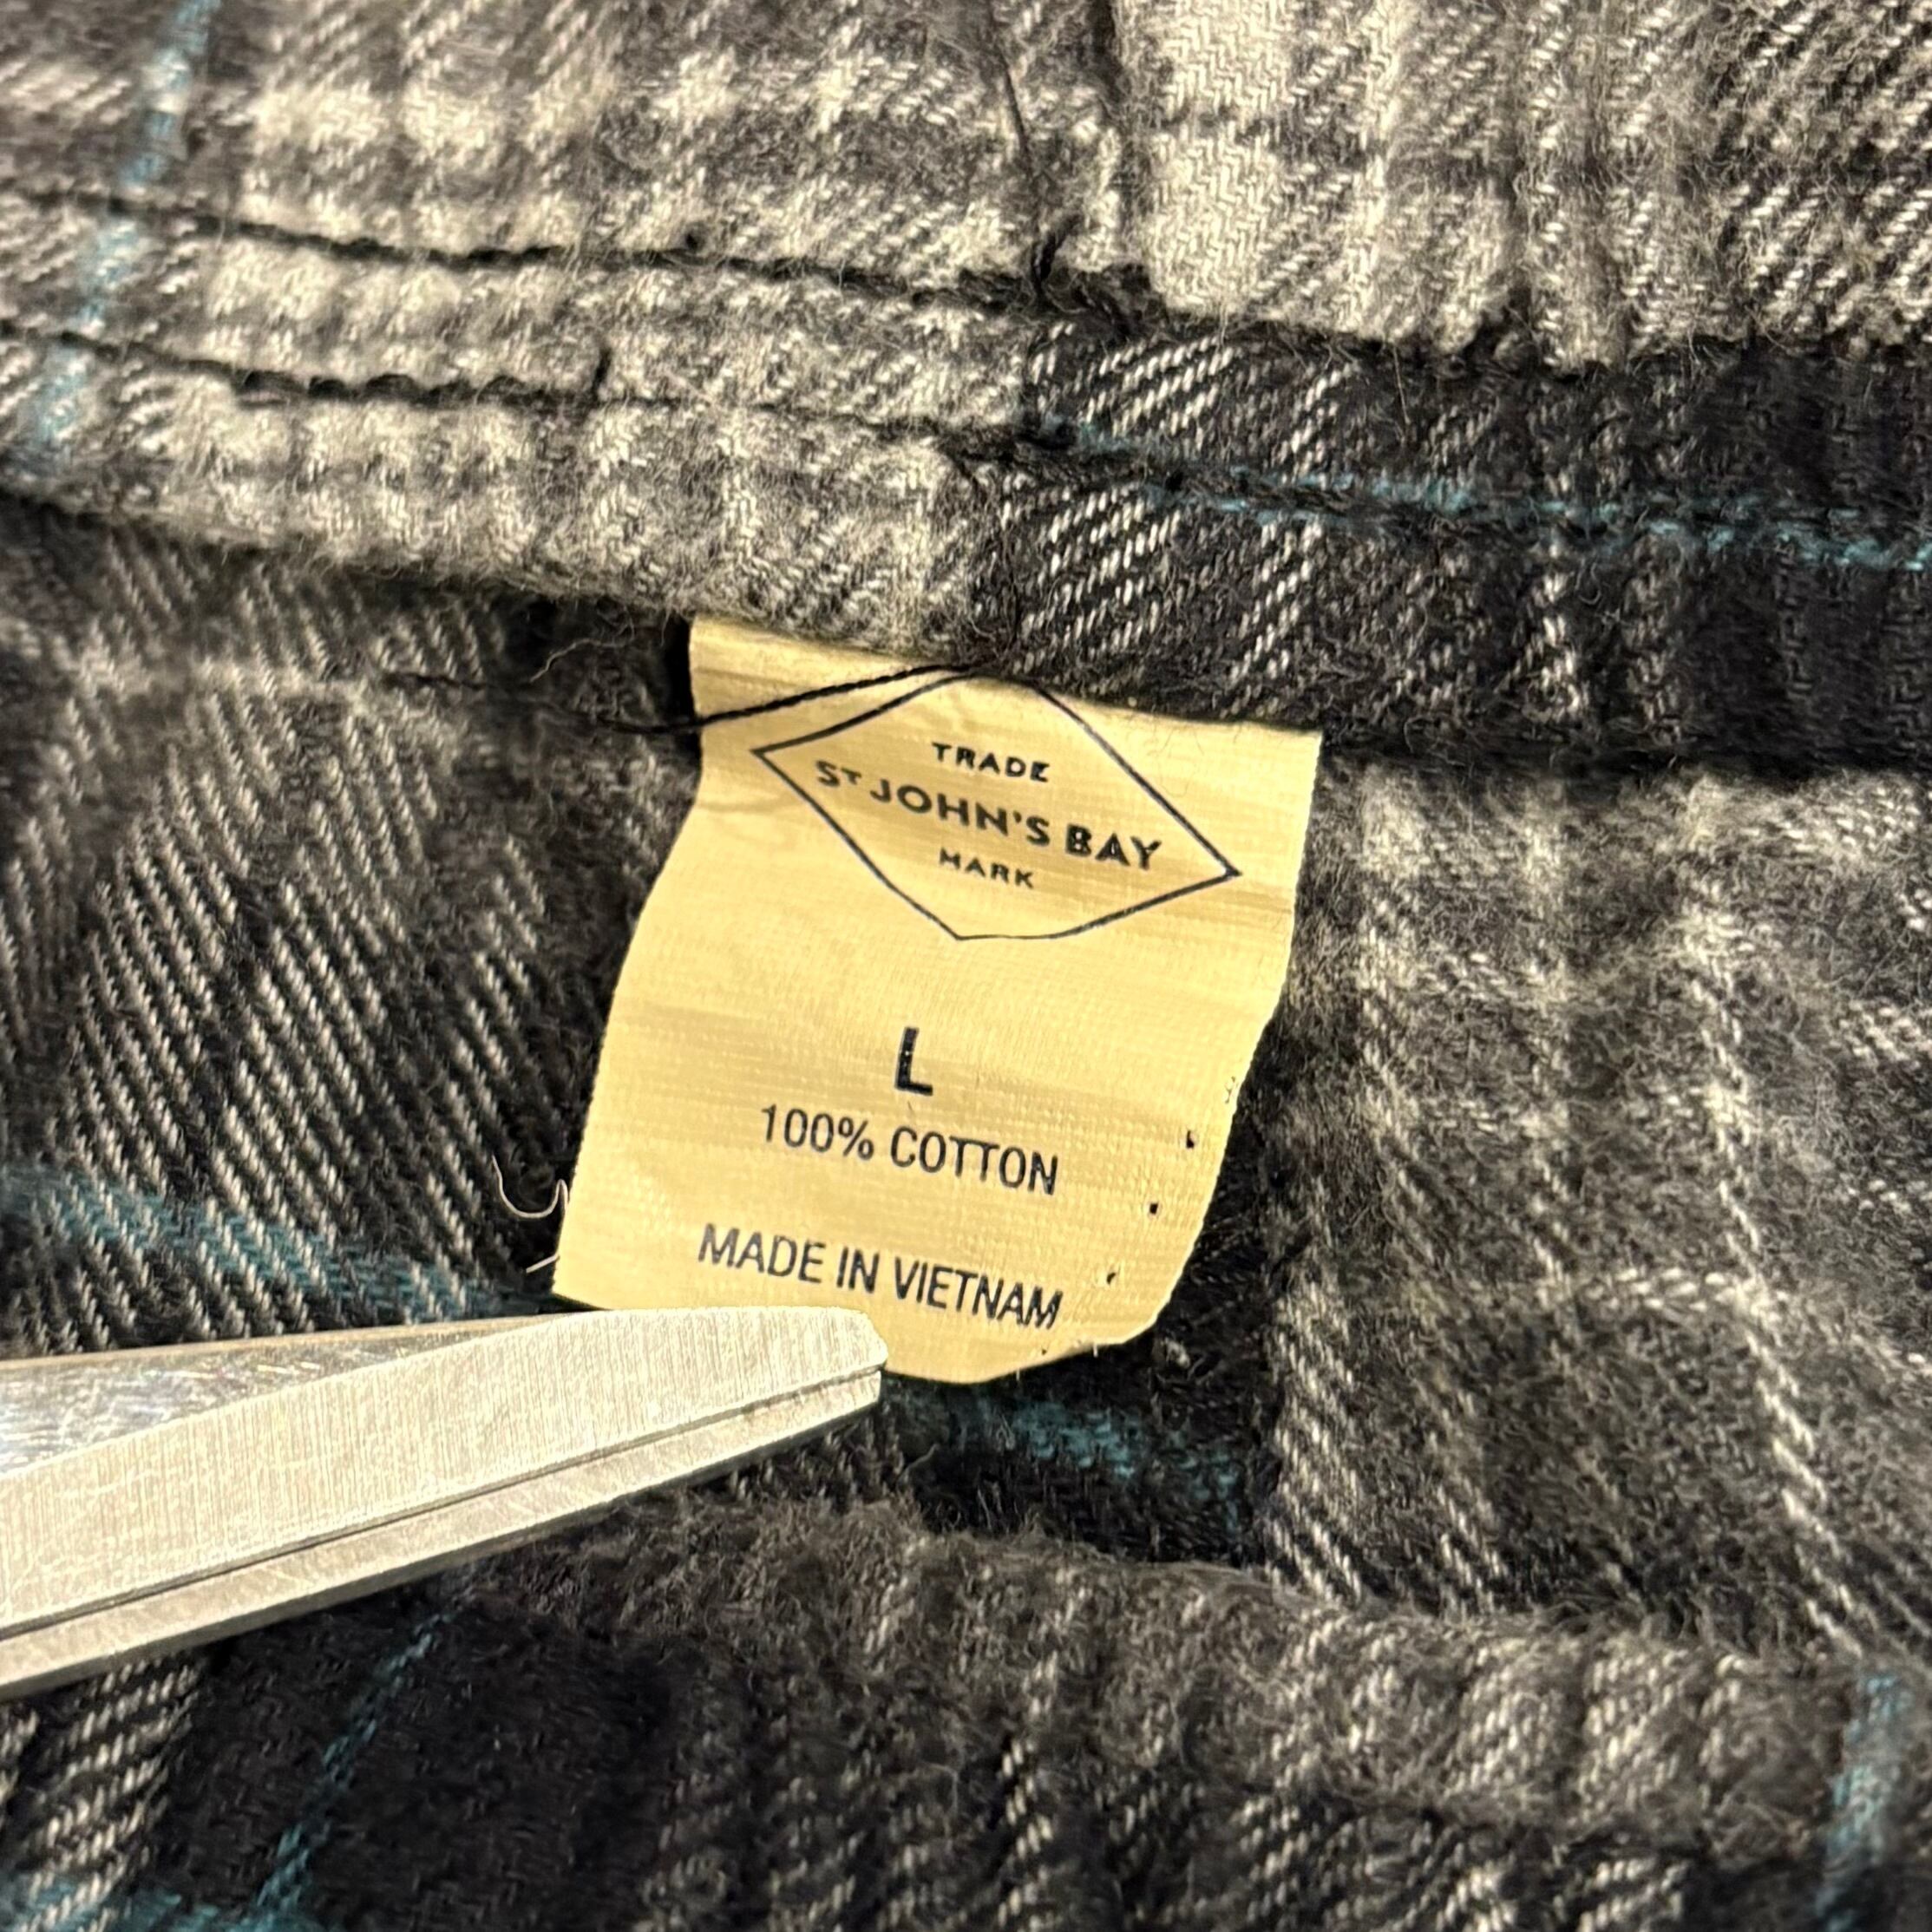 TRADE
ST JOHN'S BAY
MARK
L
100% COTTON
MADE IN VIETNAM